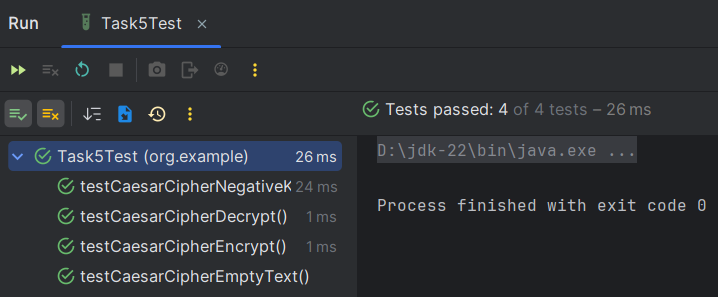 Run
Task5Test
Tests passed: 4 of 4 tests – 26 ms
Task5Test (org.example) 26 ms
testCaesarCipherNegativeK 24 ms
testCaesarCipherDecrypt() 1 ms
testCaesarCipherEncrypt() 1 ms
testCaesarCipherEmptyText()
D:\jdk-22\bin\java.exe ...
Process finished with exit code 0